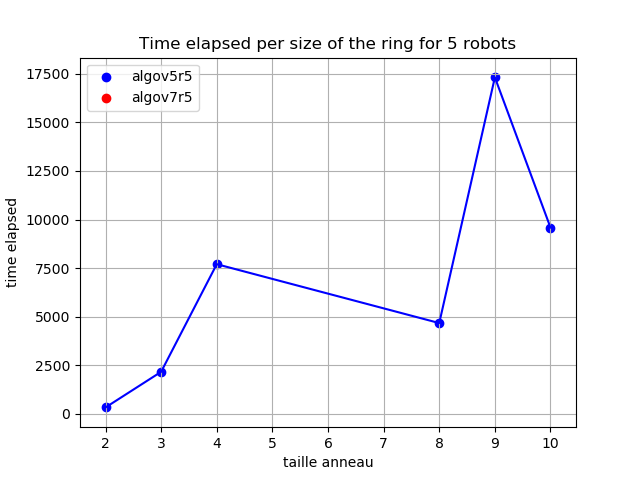 Time elapsed per size of the ring for 5 robots
algov5r5
algov7r5
17500
15000
12500
10000
7500
5000
2500
0
time elapsed
2 3 4 5 6 7 8 9 10
taille anneau